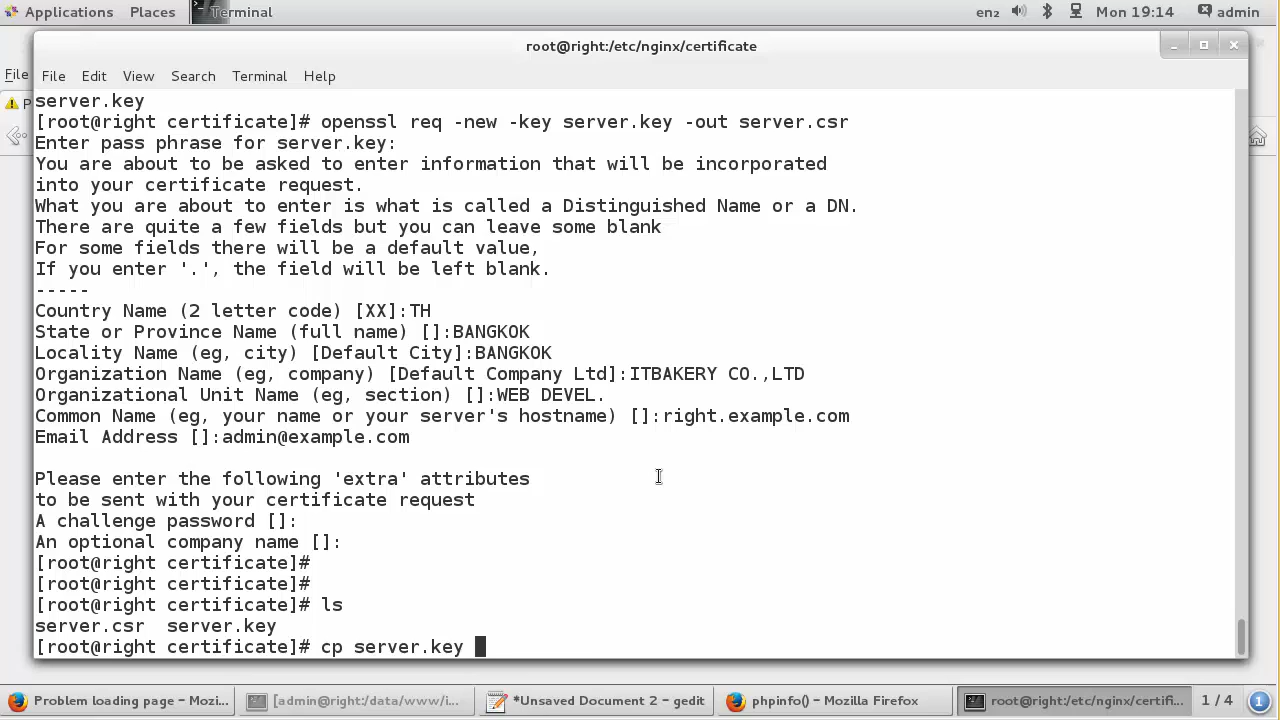 Applications Places Terminal en₂ Mon 19:14 admin
root@right:/etc/nginx/certificate
File
File Edit View Search Terminal Help
server.key
[root@right certificate]# openssl req -new -key server.key -out server.csr
Enter pass phrase for server.key:
You are about to be asked to enter information that will be incorporated
into your certificate request.
What you are about to enter is what is called a Distinguished Name or a DN.
There are quite a few fields but you can leave some blank
For some fields there will be a default value,
If you enter '.', the field will be left blank.
-----
Country Name (2 letter code) [XX]:TH
State or Province Name (full name) []:BANGKOK
Locality Name (eg, city) [Default City]:BANGKOK
Organization Name (eg, company) [Default Company Ltd]:ITBAKERY CO.,LTD
Organizational Unit Name (eg, section) []:WEB DEVEL.
Common Name (eg, your name or your server's hostname) []:right.example.com
Email Address []:admin@example.com
Please enter the following 'extra' attributes
to be sent with your certificate request
A challenge password []:
An optional company name []:
[root@right certificate]#
[root@right certificate]#
[root@right certificate]# ls
server.csr server.key
[root@right certificate]# cp server.key
Problem loading page – Mozi... [admin@right:/data/www/i... *Unsaved Document 2 – gedit phpinfo() – Mozilla Firefox root@right:/etc/nginx/certifi... 1 / 4 1